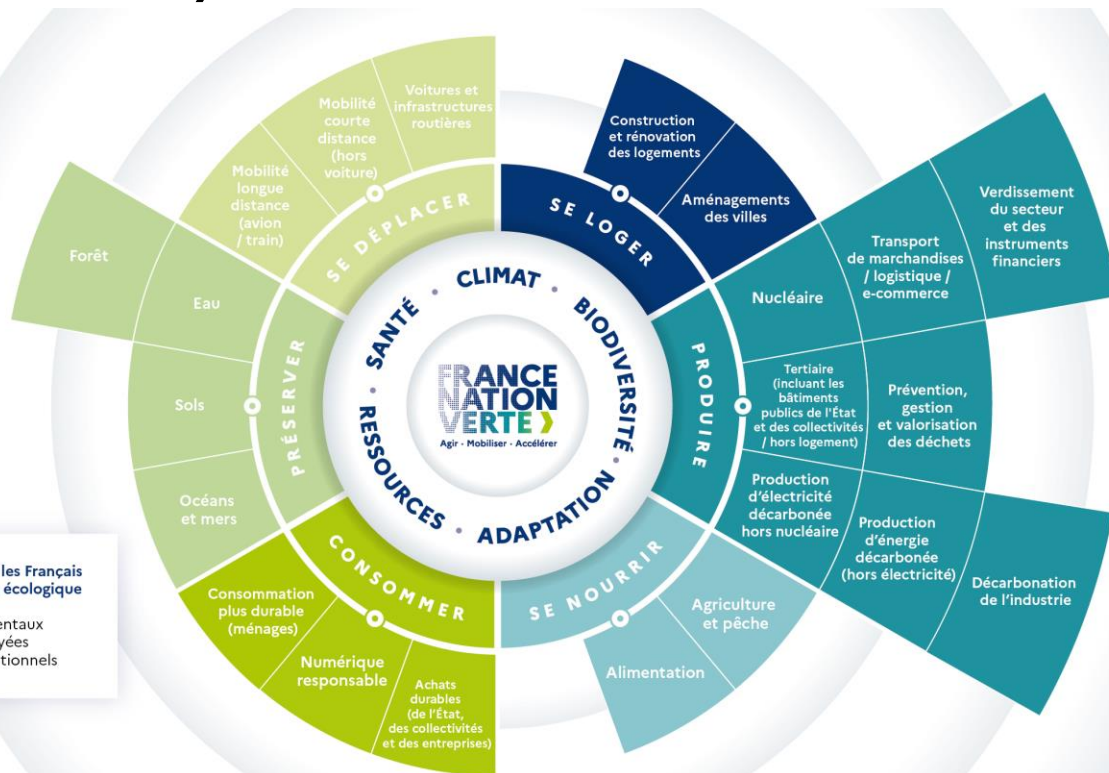 Voitures et
infrastructures
routières
Mobilité
courte
distance
(hors
voiture)
Mobilité
longue
distance
(avion
/ train)
SE DÉPLACER
Construction
et rénovation
des logements
Aménagements
des villes
SE LOGER
Nucléaire
Transport
de marchandises
/ logistique /
e-commerce
Verdissement
du secteur
et des
instruments
financiers
Tertiaire
(incluant les
bâtiments
publics de l'État
et des collectivités
/ hors logement)
Prévention,
gestion
et valorisation
des déchets
Production
d'électricité
décarbonée
hors nucléaire
Production
d'énergie
décarbonée
(hors électricité)
Décarbonation
de l'industrie
PRODUIRE
Agriculture
et pêche
Alimentation
SE NOURRIR
Achats
durables
(de l'État,
des collectivités
et des entreprises)
Numérique
responsable
Consommation
plus durable
(ménages)
CONSOMMER
Océans
et mers
Sols
Eau
Forêt
PRÉSERVER
SANTÉ · CLIMAT · BIODIVERSITÉ · ADAPTATION · RESSOURCES ·
FRANCE
NATION
VERTE
Agir · Mobiliser · Accélérer
les Français
écologique